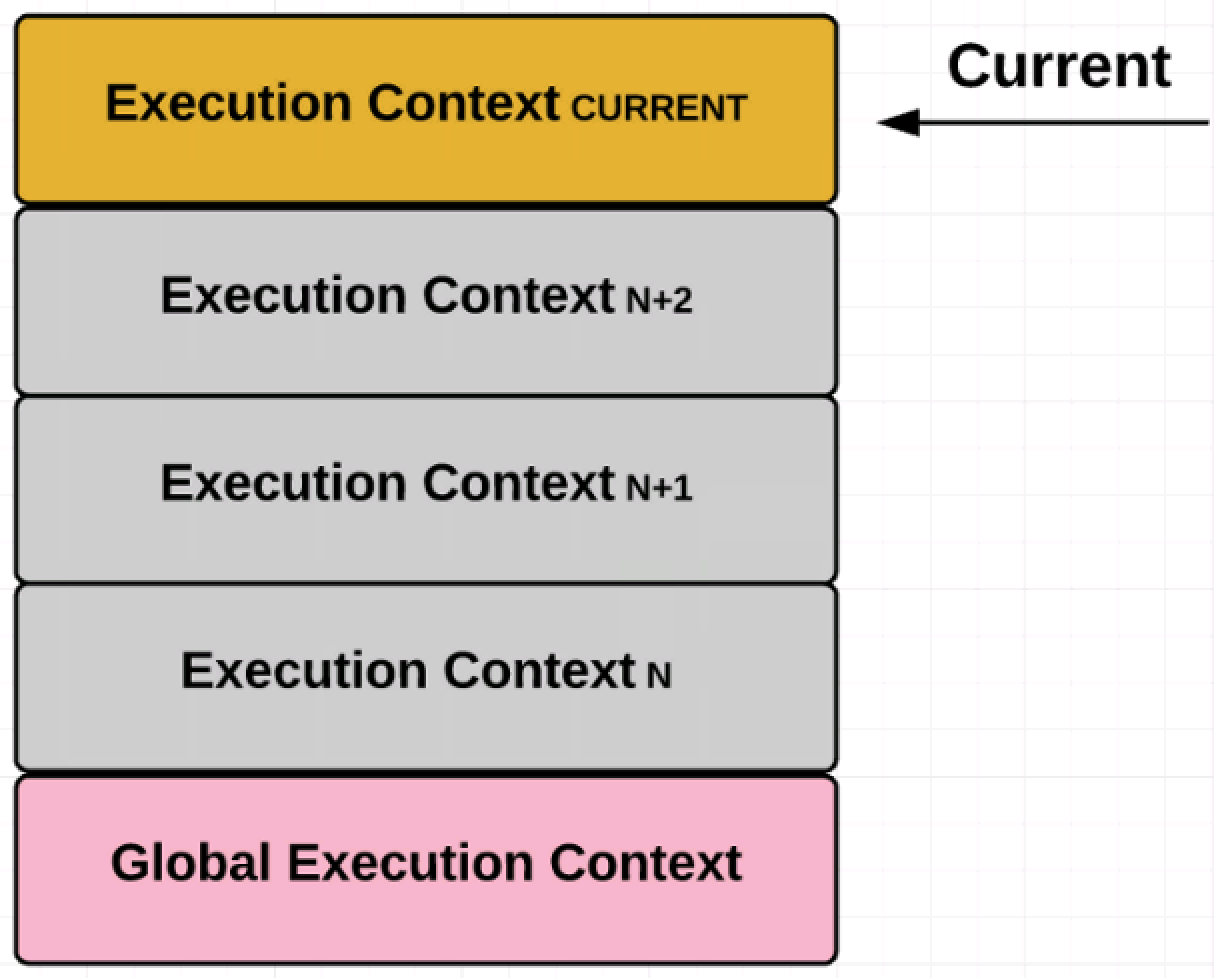 Current
Execution Context CURRENT
Execution Context N+2
Execution Context N+1
Execution Context N
Global Execution Context